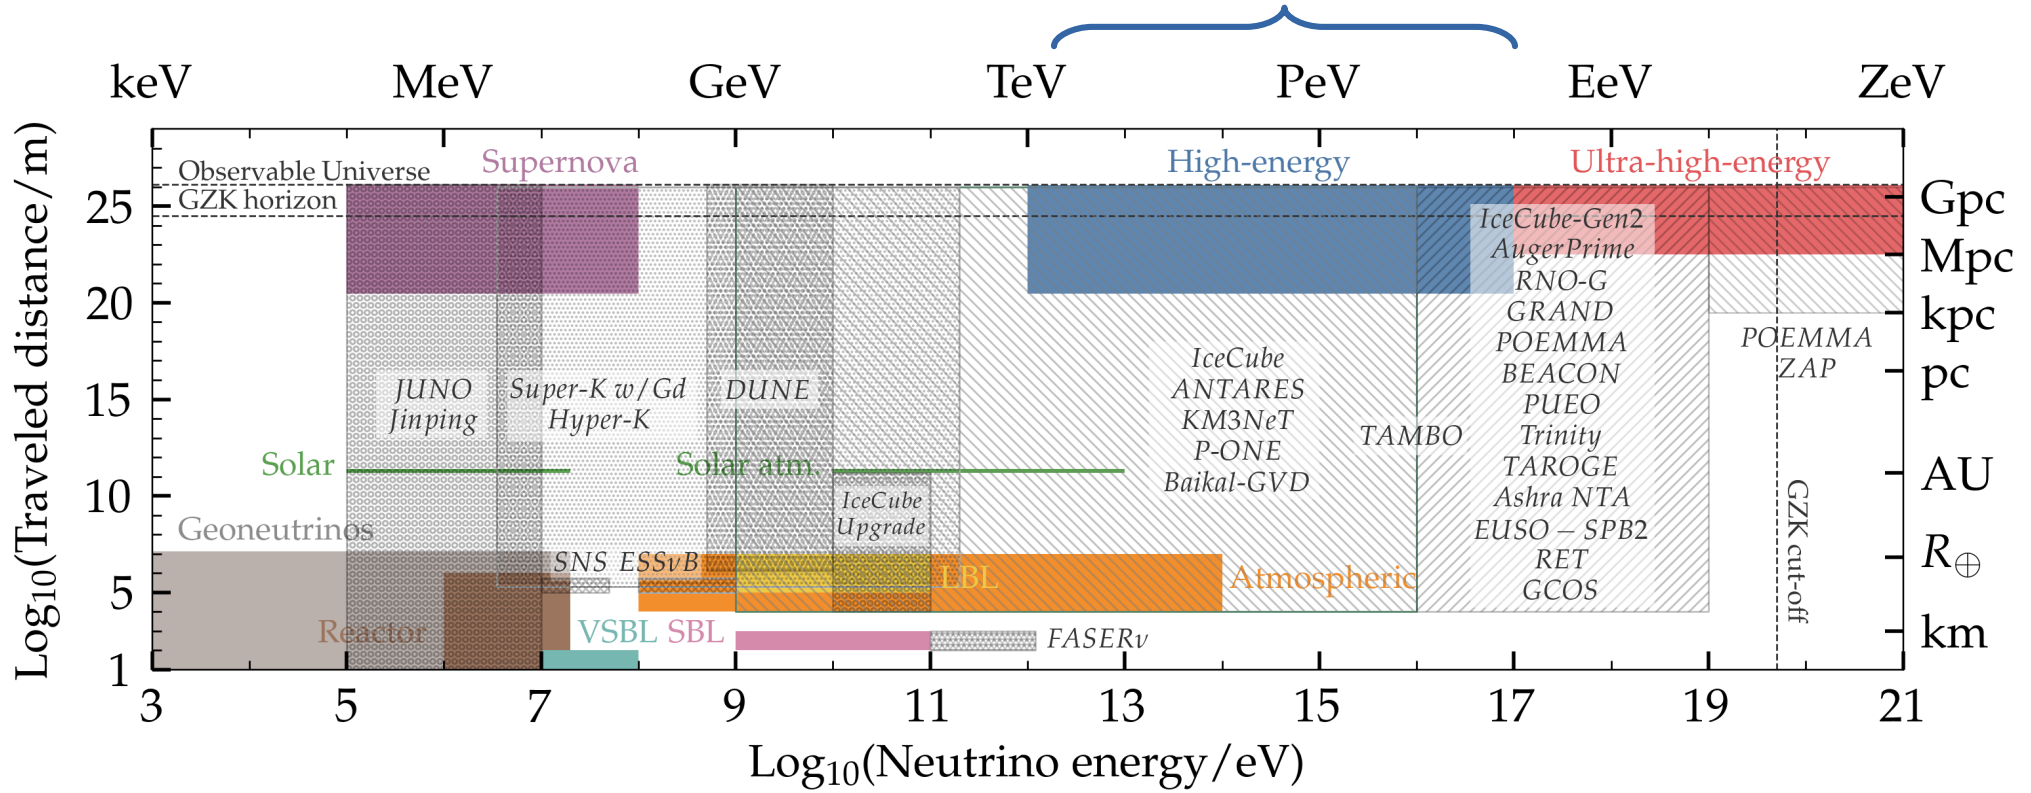 keV MeV GeV TeV PeV EeV ZeV
Log10(Traveled distance/m)
25
20
15
10
5
1
Observable Universe
GZK horizon
Supernova
High-energy
Ultra-high-energy
Gpc
Mpc
kpc
pc
AU
R⊕
km
IceCube-Gen2
AugerPrime
RNO-G
GRAND
POEMMA
BEACON
PUEO
Trinity
TAROGE
Ashra NTA
EUSO – SPB2
RET
GCOS
POEMMA
ZAP
GZK cut-off
JUNO
Jinping
Super-K w/Gd
Hyper-K
DUNE
IceCube
ANTARES
KM3NeT
P-ONE
Baikal-GVD
TAMBO
Solar
Solar atm.
IceCube
Upgrade
Geoneutrinos
SNS ESSνB
LBL
Atmospheric
Reactor
VSBL SBL
FASERν
3 5 7 9 11 13 15 17 19 21
Log10(Neutrino energy/eV)